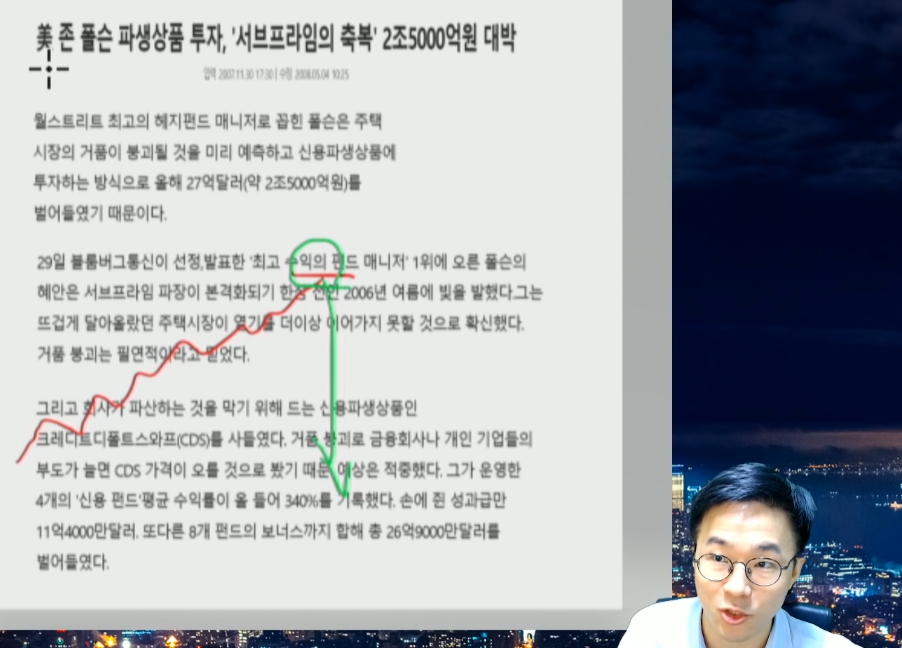 美 존 폴슨 파생상품 투자, '서브프라임의 축복' 2조5000억원 대박
입력 2007.11.30 17:30 | 수정 2008.05.04 10:25
월스트리트 최고의 헤지펀드 매니저로 꼽힌 폴슨은 주택
시장의 거품이 붕괴될 것을 미리 예측하고 신용파생상품에
투자하는 방식으로 올해 27억달러(약 2조5000억원)를
벌어들였기 때문이다.
29일 블룸버그통신이 선정,발표한 '최고 수익의 펀드 매니저' 1위에 오른 폴슨의
혜안은 서브프라임 파장이 본격화되기 한참 전인 2006년 여름에 빛을 발했다.그는
뜨겁게 달아올랐던 주택시장이 열기를 더이상 이어가지 못할 것으로 확신했다.
거품 붕괴는 필연적이라고 믿었다.
그리고 회사가 파산하는 것을 막기 위해 드는 신용파생상품인
크레디트디폴트스와프(CDS)를 사들였다. 거품 붕괴로 금융회사나 개인 기업들의
부도가 늘면 CDS 가격이 오를 것으로 봤기 때문. 예상은 적중했다. 그가 운영한
4개의 '신용 펀드'평균 수익률이 올 들어 340%를 기록했다. 손에 쥔 성과급만
11억4000만달러. 또다른 8개 펀드의 보너스까지 합해 총 26억9000만달러를
벌어들였다.